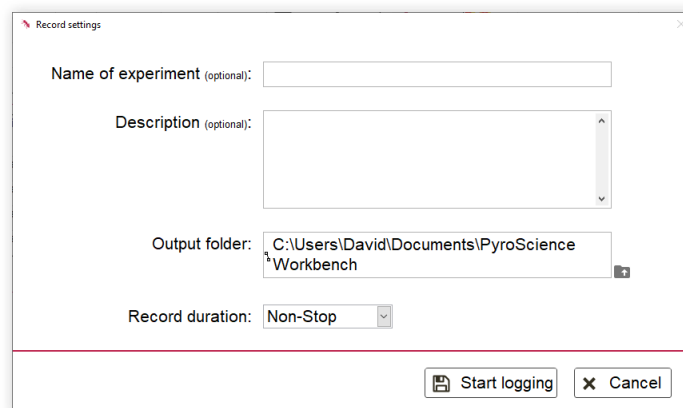 Record settings
Name of experiment (optional):
Description (optional):
Output folder:
C:\Users\David\Documents\PyroScience
Workbench
Record duration: Non-Stop
Start logging
Cancel